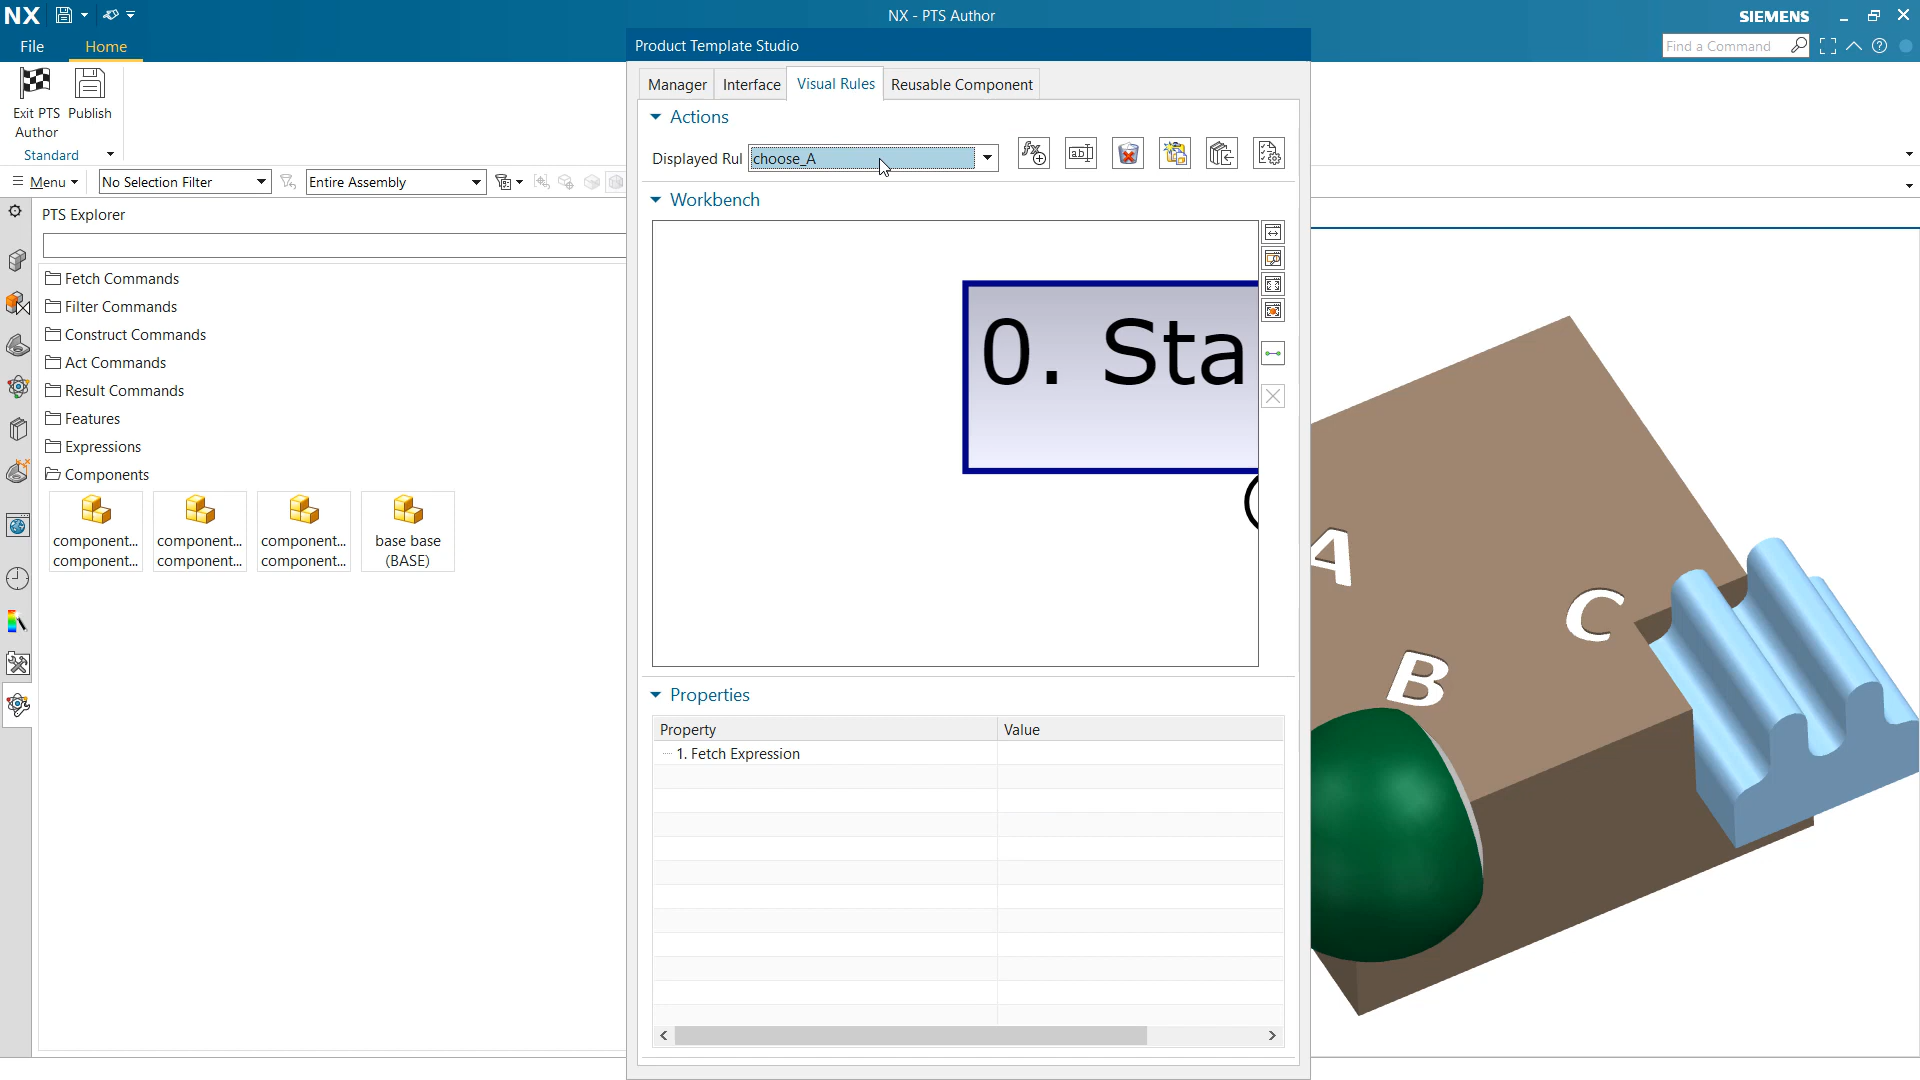 NX
NX - PTS Author
SIEMENS
File
Home
Find a Command
Product Template Studio
Exit PTS
Author
Publish
Standard
Manager
Interface
Visual Rules
Reusable Component
Actions
Displayed Rul
choose_A
Menu
No Selection Filter
Entire Assembly
Workbench
PTS Explorer
0. Sta
Fetch Commands
Filter Commands
Construct Commands
Act Commands
Result Commands
Features
Expressions
Components
component...
component...
component...
component...
component...
component...
base base
(BASE)
A
C
B
Properties
Property
Value
1. Fetch Expression